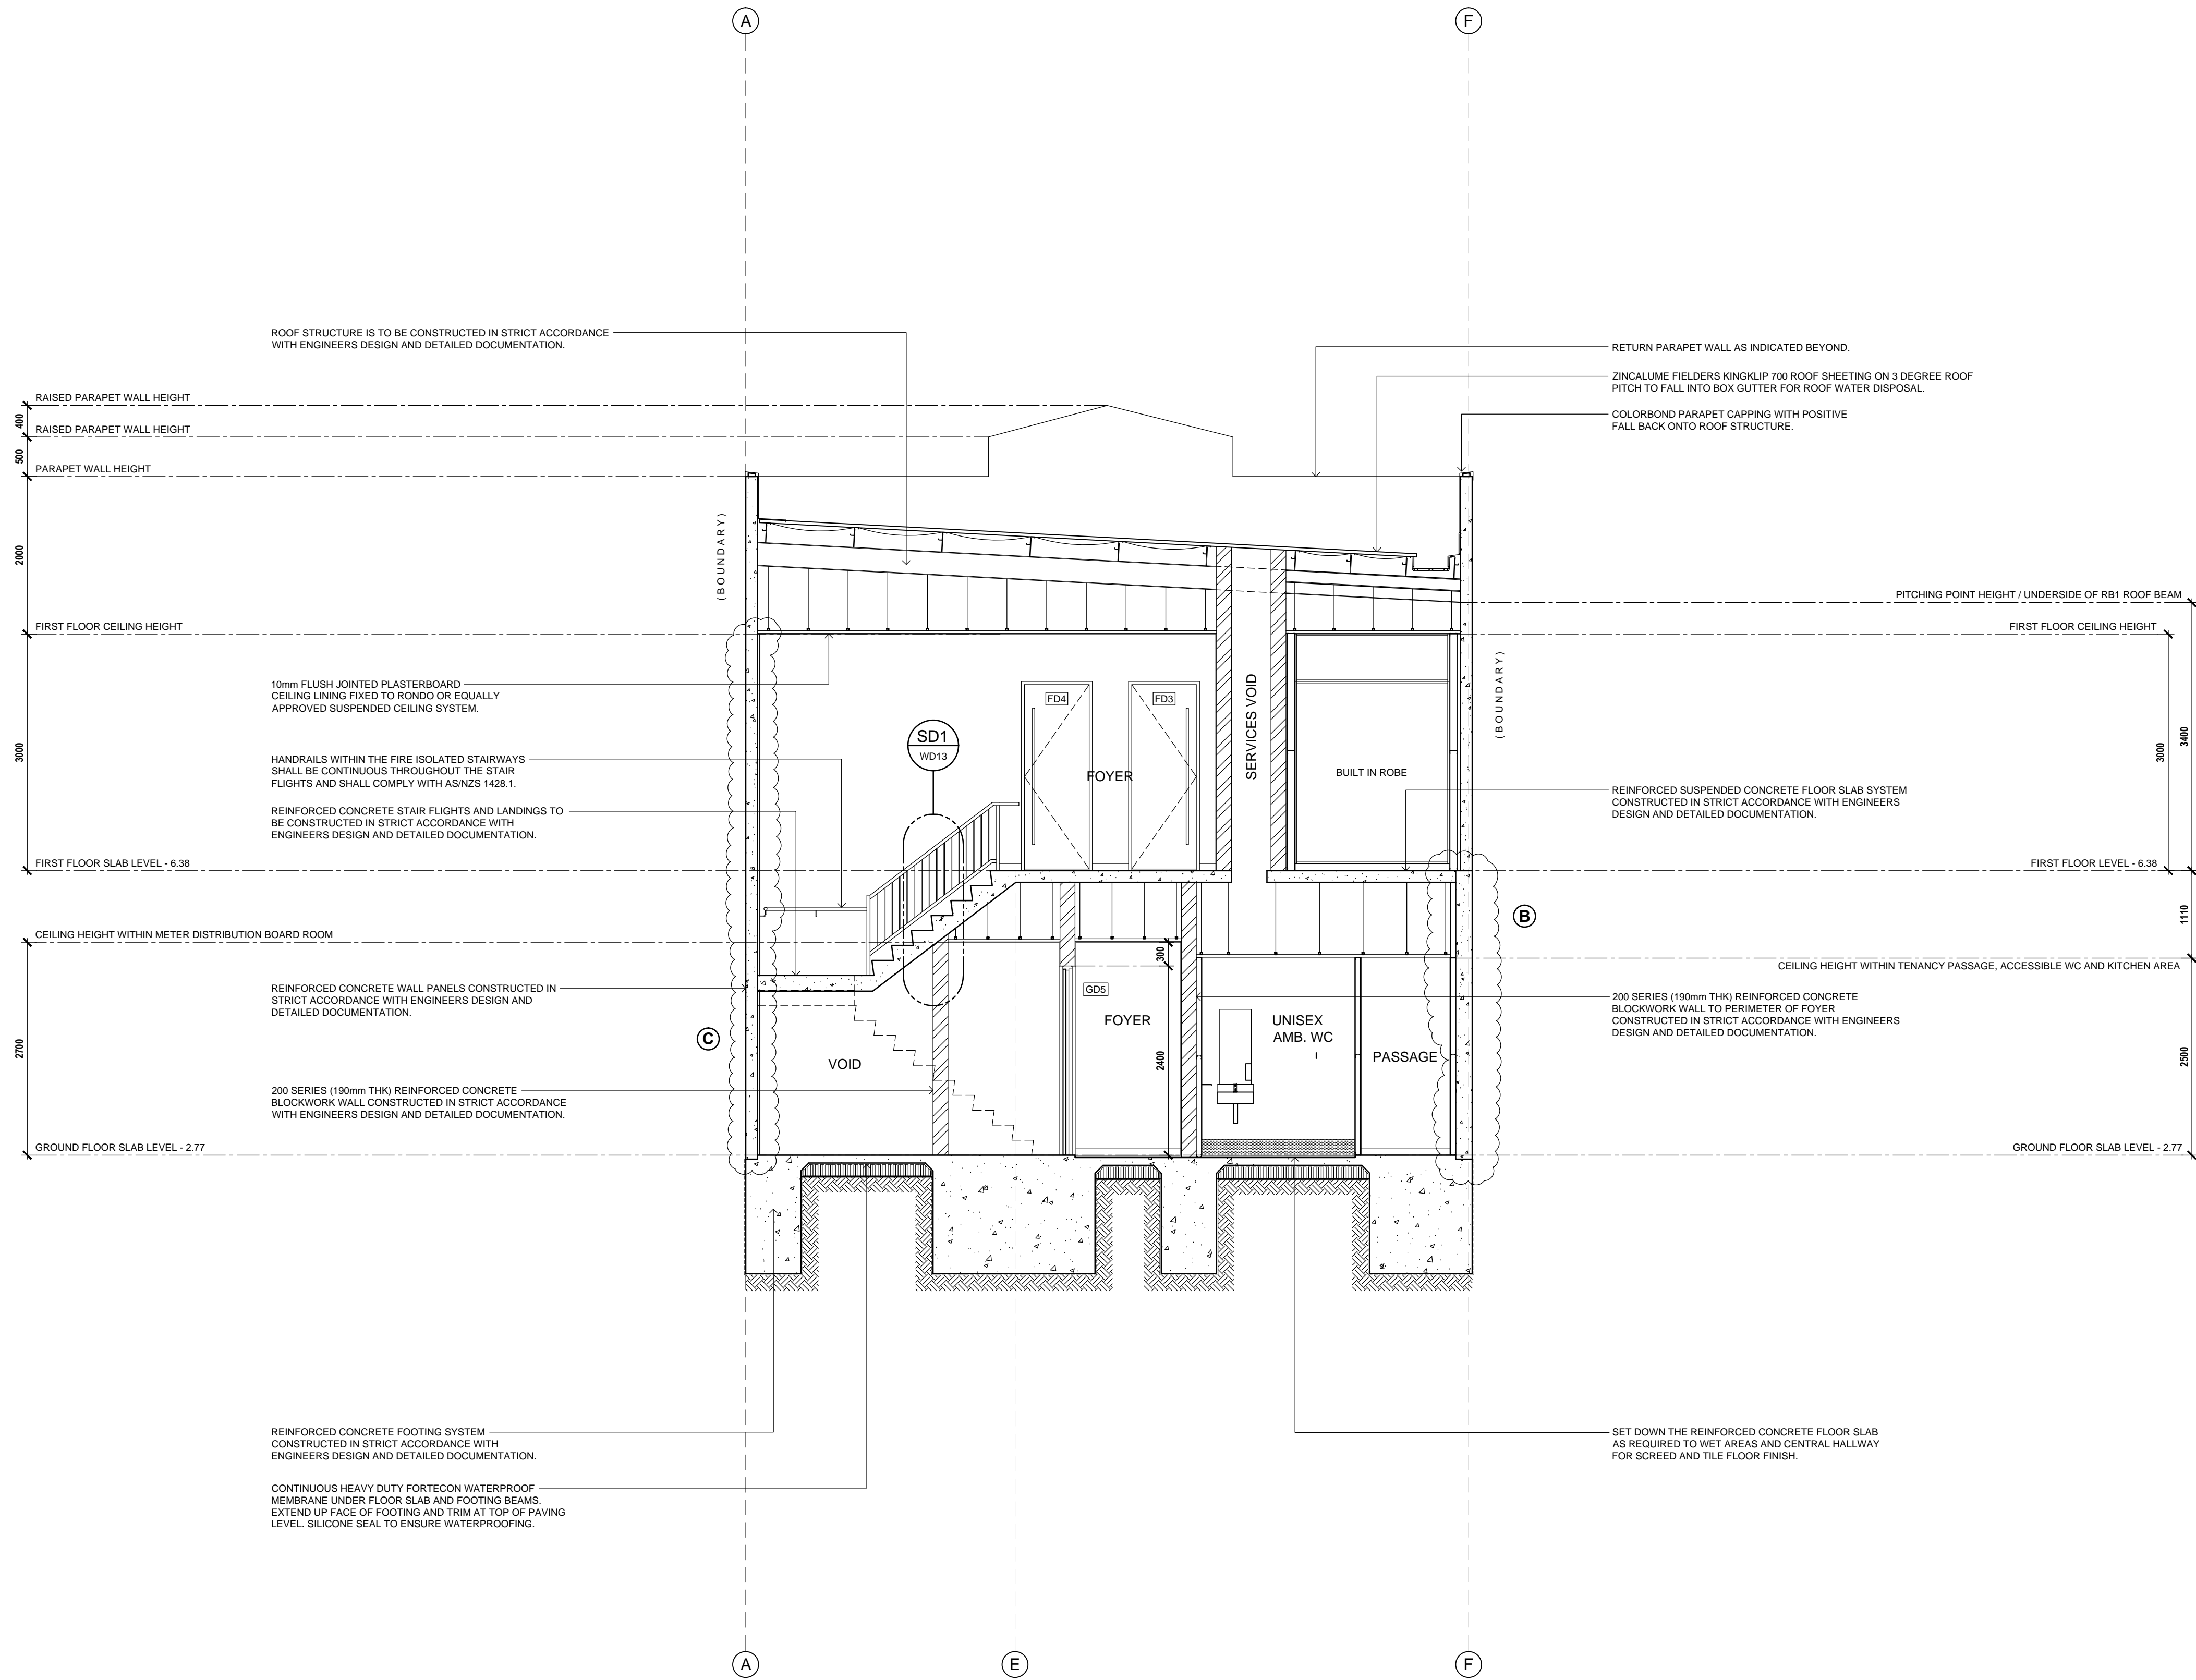 A
F
ROOF STRUCTURE IS TO BE CONSTRUCTED IN STRICT ACCORDANCE
WITH ENGINEERS DESIGN AND DETAILED DOCUMENTATION.
RETURN PARAPET WALL AS INDICATED BEYOND.
ZINCALUME FIELDERS KINGKLIP 700 ROOF SHEETING ON 3 DEGREE ROOF
PITCH TO FALL INTO BOX GUTTER FOR ROOF WATER DISPOSAL.
COLORBOND PARAPET CAPPING WITH POSITIVE
FALL BACK ONTO ROOF STRUCTURE.
RAISED PARAPET WALL HEIGHT
400
RAISED PARAPET WALL HEIGHT
500
PARAPET WALL HEIGHT
2000
(BOUNDARY)
PITCHING POINT HEIGHT / UNDERSIDE OF RB1 ROOF BEAM
FIRST FLOOR CEILING HEIGHT
FIRST FLOOR CEILING HEIGHT
(BOUNDARY)
10mm FLUSH JOINTED PLASTERBOARD
CEILING LINING FIXED TO RONDO OR EQUALLY
APPROVED SUSPENDED CEILING SYSTEM.
FD4
FD3
SERVICES VOID
SD1
WD13
FOYER
BUILT IN ROBE
3000
3000
3400
HANDRAILS WITHIN THE FIRE ISOLATED STAIRWAYS
SHALL BE CONTINUOUS THROUGHOUT THE STAIR
FLIGHTS AND SHALL COMPLY WITH AS/NZS 1428.1.
REINFORCED CONCRETE STAIR FLIGHTS AND LANDINGS TO
BE CONSTRUCTED IN STRICT ACCORDANCE WITH
ENGINEERS DESIGN AND DETAILED DOCUMENTATION.
REINFORCED SUSPENDED CONCRETE FLOOR SLAB SYSTEM
CONSTRUCTED IN STRICT ACCORDANCE WITH ENGINEERS
DESIGN AND DETAILED DOCUMENTATION.
FIRST FLOOR SLAB LEVEL - 6.38
FIRST FLOOR LEVEL - 6.38
B
1110
CEILING HEIGHT WITHIN METER DISTRIBUTION BOARD ROOM
300
CEILING HEIGHT WITHIN TENANCY PASSAGE, ACCESSIBLE WC AND KITCHEN AREA
REINFORCED CONCRETE WALL PANELS CONSTRUCTED IN
STRICT ACCORDANCE WITH ENGINEERS DESIGN AND
DETAILED DOCUMENTATION.
GD5
200 SERIES (190mm THK) REINFORCED CONCRETE
BLOCKWORK WALL TO PERIMETER OF FOYER
CONSTRUCTED IN STRICT ACCORDANCE WITH ENGINEERS
DESIGN AND DETAILED DOCUMENTATION.
FOYER
UNISEX
AMB. WC
C
2700
VOID
2400
PASSAGE
2500
200 SERIES (190mm THK) REINFORCED CONCRETE
BLOCKWORK WALL CONSTRUCTED IN STRICT ACCORDANCE
WITH ENGINEERS DESIGN AND DETAILED DOCUMENTATION.
GROUND FLOOR SLAB LEVEL - 2.77
GROUND FLOOR SLAB LEVEL - 2.77
REINFORCED CONCRETE FOOTING SYSTEM
CONSTRUCTED IN STRICT ACCORDANCE WITH
ENGINEERS DESIGN AND DETAILED DOCUMENTATION.
SET DOWN THE REINFORCED CONCRETE FLOOR SLAB
AS REQUIRED TO WET AREAS AND CENTRAL HALLWAY
FOR SCREED AND TILE FLOOR FINISH.
CONTINUOUS HEAVY DUTY FORTECON WATERPROOF
MEMBRANE UNDER FLOOR SLAB AND FOOTING BEAMS.
EXTEND UP FACE OF FOOTING AND TRIM AT TOP OF PAVING
LEVEL. SILICONE SEAL TO ENSURE WATERPROOFING.
A
E
F